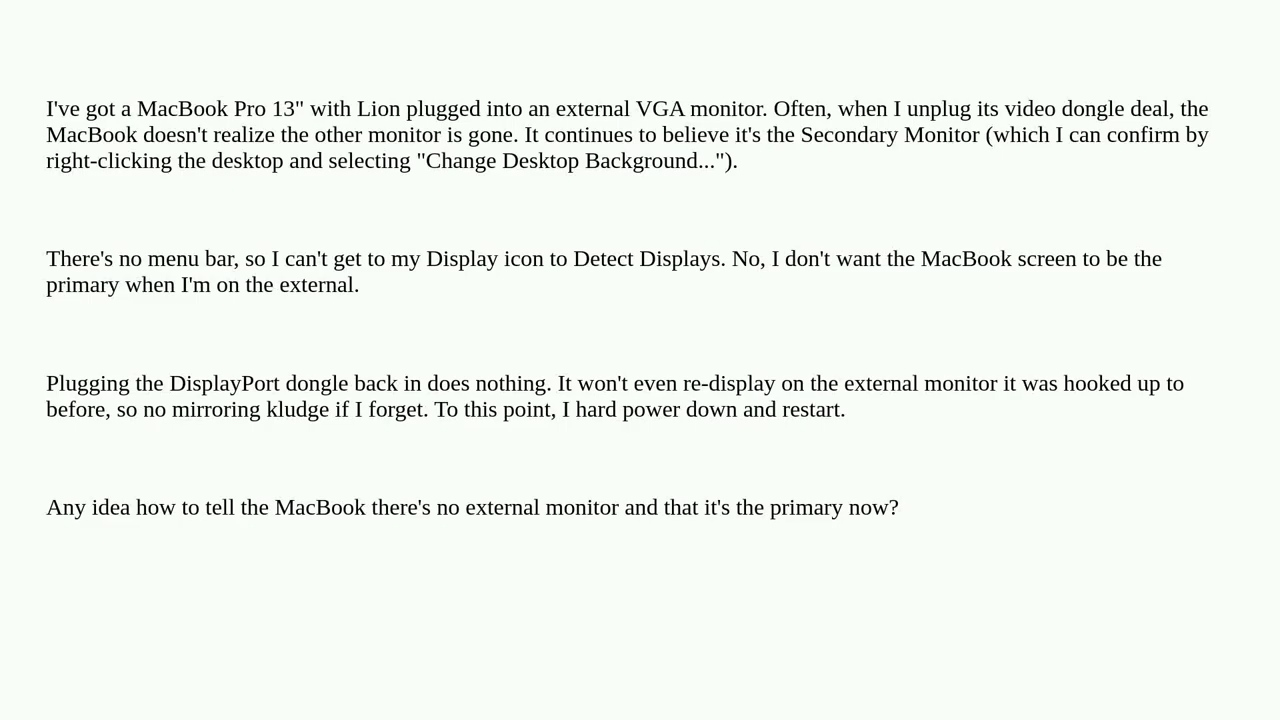 I've got a MacBook Pro 13" with Lion plugged into an external VGA monitor. Often, when I unplug its video dongle deal, the
MacBook doesn't realize the other monitor is gone. It continues to believe it's the Secondary Monitor (which I can confirm by
right-clicking the desktop and selecting "Change Desktop Background...").
There's no menu bar, so I can't get to my Display icon to Detect Displays. No, I don't want the MacBook screen to be the
primary when I'm on the external.
Plugging the DisplayPort dongle back in does nothing. It won't even re-display on the external monitor it was hooked up to
before, so no mirroring kludge if I forget. To this point, I hard power down and restart.
Any idea how to tell the MacBook there's no external monitor and that it's the primary now?